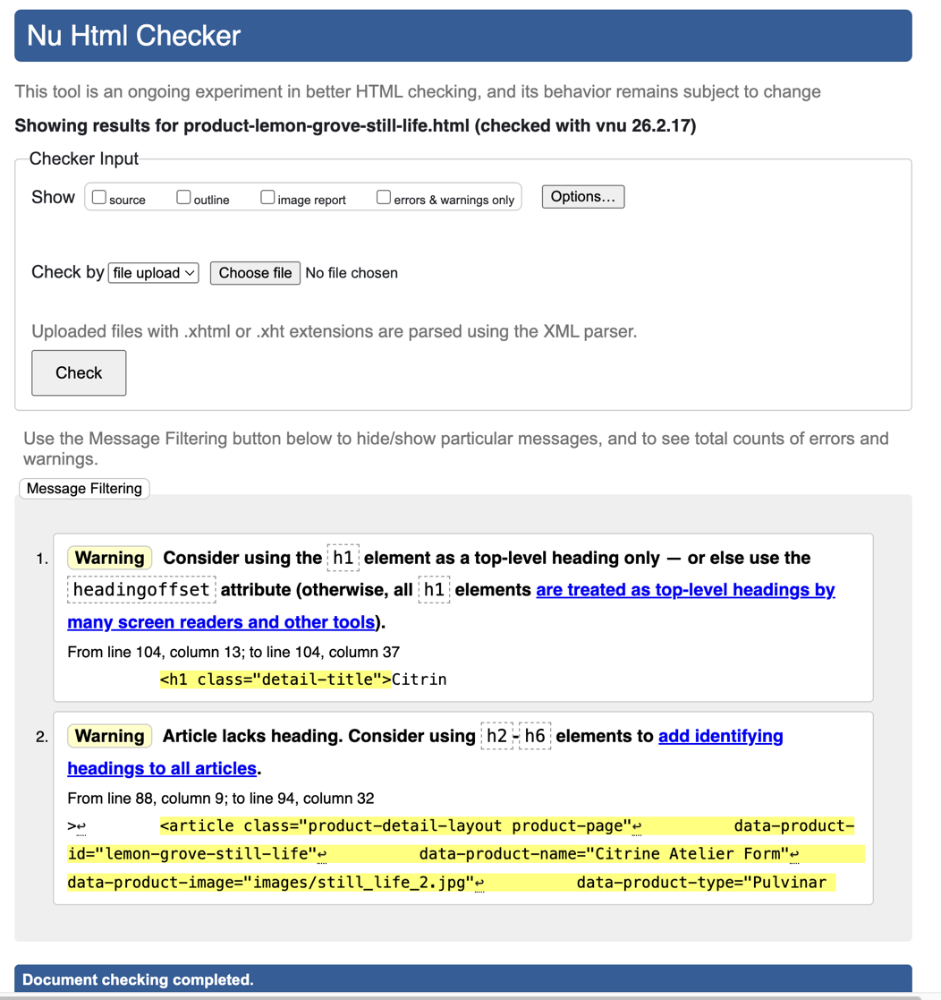 Nu Html Checker
This tool is an ongoing experiment in better HTML checking, and its behavior remains subject to change
Showing results for product-lemon-grove-still-life.html (checked with vnu 26.2.17)
Checker Input
Show source outline image report errors & warnings only Options…
Check by file upload Choose file No file chosen
Uploaded files with .xhtml or .xht extensions are parsed using the XML parser.
Check
Use the Message Filtering button below to hide/show particular messages, and to see total counts of errors and
warnings.
Message Filtering
1. Warning Consider using the h1 element as a top-level heading only — or else use the
headingoffset attribute (otherwise, all h1 elements are treated as top-level headings by
many screen readers and other tools).
From line 104, column 13; to line 104, column 37
<h1 class="detail-title">Citrin
2. Warning Article lacks heading. Consider using h2-h6 elements to add identifying
headings to all articles.
From line 88, column 9; to line 94, column 32
>↩ <article class="product-detail-layout product-page"↩ data-product-
id="lemon-grove-still-life"↩ data-product-name="Citrine Atelier Form"↩
data-product-image="images/still_life_2.jpg"↩ data-product-type="Pulvinar
Document checking completed.